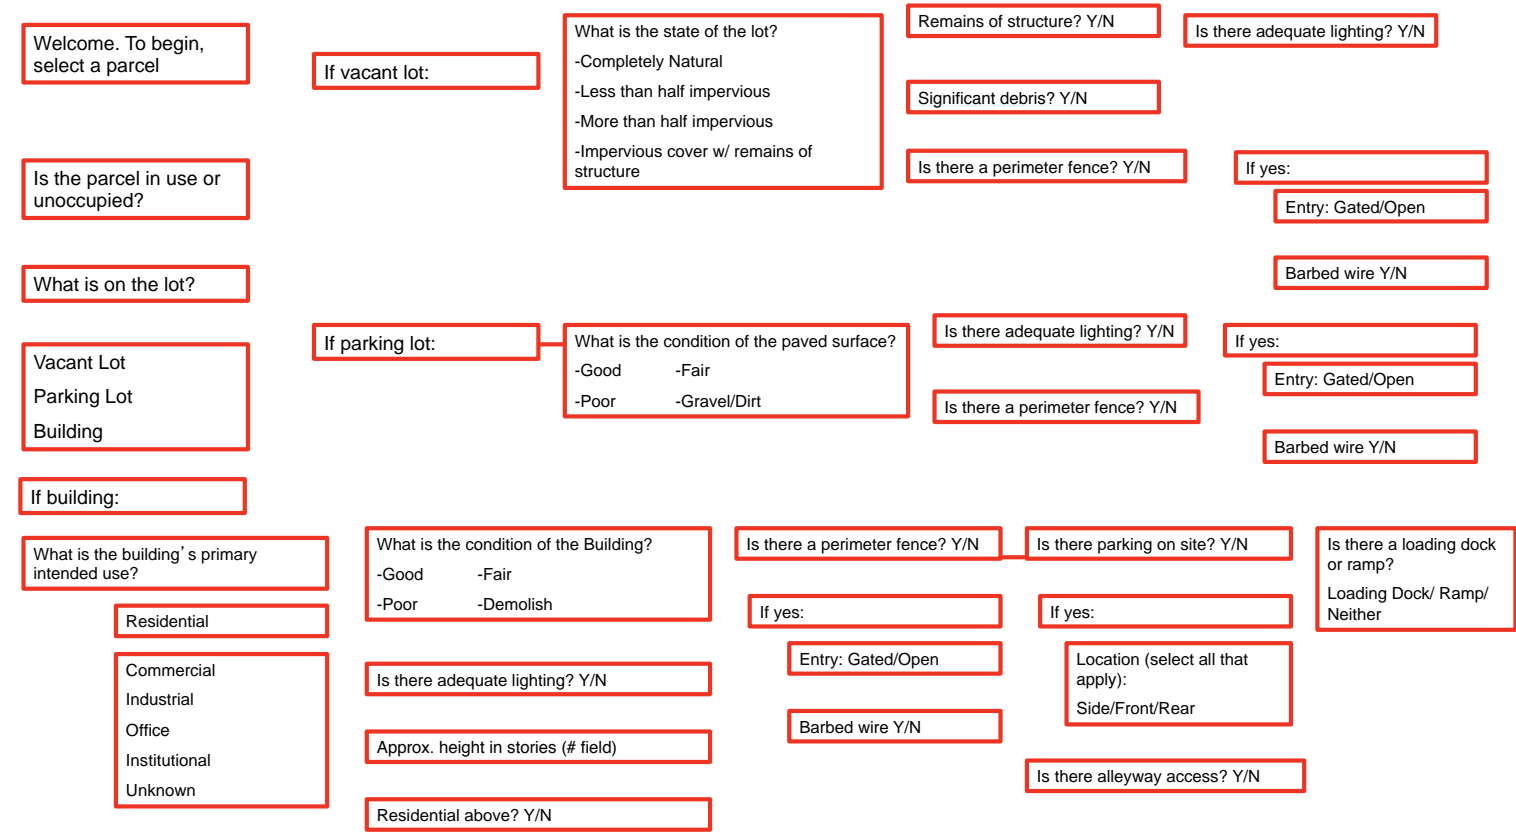 Welcome. To begin,
select a parcel
Is the parcel in use or
unoccupied?
What is on the lot?
Vacant Lot
Parking Lot
Building
If vacant lot:
What is the state of the lot?
-Completely Natural
-Less than half impervious
-More than half impervious
-Impervious cover w/ remains of
structure
Remains of structure? Y/N
Is there adequate lighting? Y/N
Significant debris? Y/N
Is there a perimeter fence? Y/N
If yes:
Entry: Gated/Open
Barbed wire Y/N
If parking lot:
What is the condition of the paved surface?
-Good -Fair
-Poor -Gravel/Dirt
Is there adequate lighting? Y/N
Is there a perimeter fence? Y/N
If yes:
Entry: Gated/Open
Barbed wire Y/N
If building:
What is the building’s primary
intended use?
Residential
Commercial
Industrial
Office
Institutional
Unknown
What is the condition of the Building?
-Good -Fair
-Poor -Demolish
Is there adequate lighting? Y/N
Approx. height in stories (# field)
Residential above? Y/N
Is there a perimeter fence? Y/N
If yes:
Entry: Gated/Open
Barbed wire Y/N
Is there parking on site? Y/N
If yes:
Location (select all that
apply):
Side/Front/Rear
Is there alleyway access? Y/N
Is there a loading dock
or ramp?
Loading Dock/ Ramp/
Neither